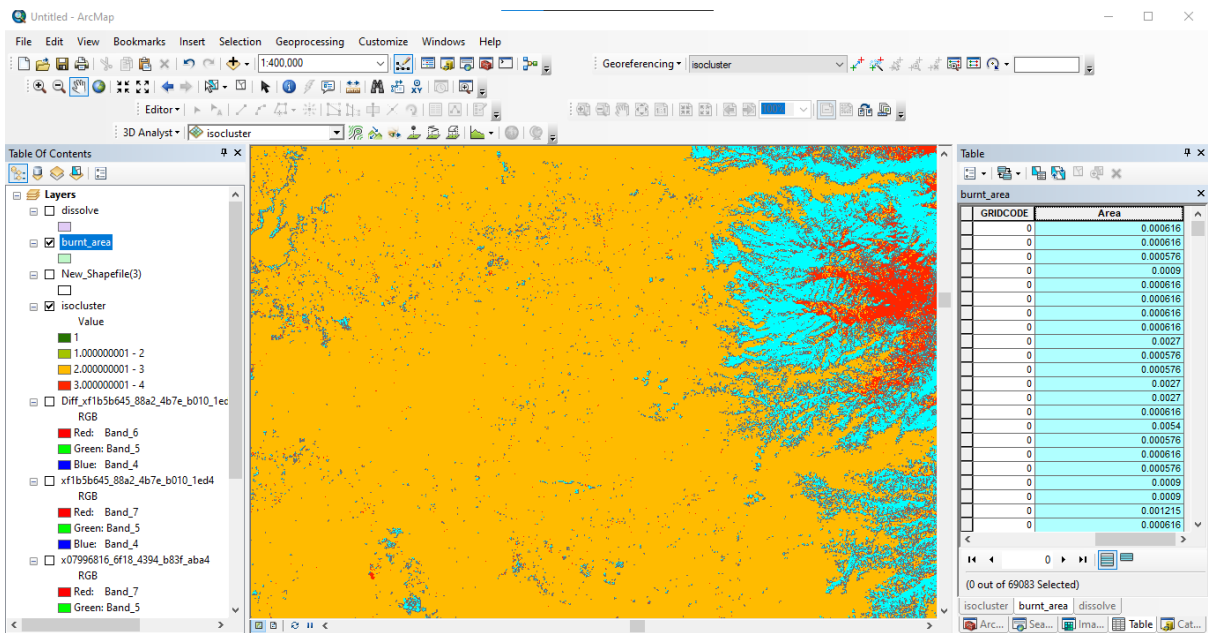 Untitled - ArcMap
File Edit View Bookmarks Insert Selection Geoprocessing Customize Windows Help
1:400,000
Georeferencing isocluster
Editor
3D Analyst isocluster
Table Of Contents
Layers
dissolve
burnt_area
New_Shapefile(3)
isocluster
Value
1
1.000000001 - 2
2.000000001 - 3
3.000000001 - 4
Diff_xf1b5b645_88a2_4b7e_b010_1ec
RGB
Red: Band_6
Green: Band_5
Blue: Band_4
xf1b5b645_88a2_4b7e_b010_1ed4
RGB
Red: Band_7
Green: Band_5
Blue: Band_4
x07996816_6f18_4394_b83f_aba4
RGB
Red: Band_7
Green: Band_5
Table
burnt_area
GRIDCODE Area
0 0.000616
0 0.000616
0 0.000576
0 0.0009
0 0.000616
0 0.000616
0 0.000616
0 0.000616
0 0.0027
0 0.000576
0 0.000576
0 0.0027
0 0.0027
0 0.000616
0 0.0054
0 0.000576
0 0.000616
0 0.000576
0 0.0009
0 0.0009
0 0.001215
0 0.000616
0
(0 out of 69083 Selected)
isocluster burnt_area dissolve
Arc... Sea... Ima... Table Cat...